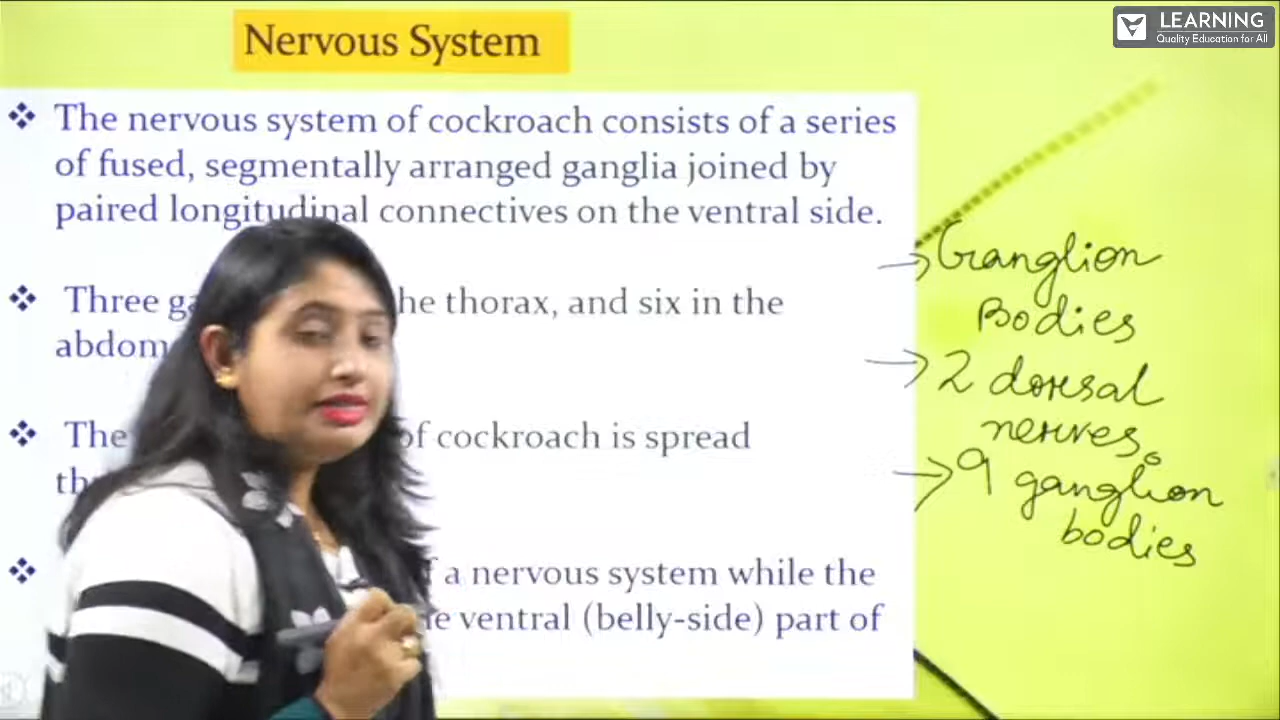 LEARNING
Quality Education for All
Nervous System
The nervous system of cockroach consists of a series
of fused, segmentally arranged ganglia joined by
paired longitudinal connectives on the ventral side.
Three he thorax, and six in the
abdom
The of cockroach is spread
a nervous system while the
ventral (belly-side) part of
Ganglion
Bodies
2 dorsal
nerves.
9 ganglion
bodies